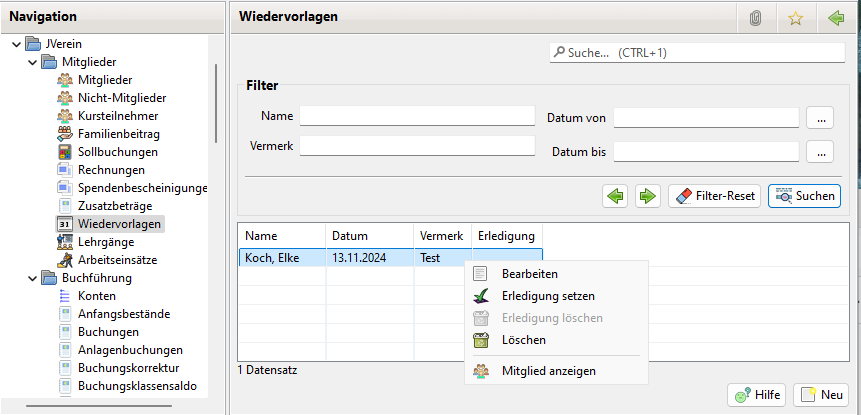 Navigation
JVerein
Mitglieder
Mitglieder
Nicht-Mitglieder
Kursteilnehmer
Familienbeitrag
Sollbuchungen
Rechnungen
Spendenbescheinigunge
Zusatzbeträge
31 Wiedervorlagen
Lehrgänge
Arbeitseinsätze
Buchführung
Konten
Anfangsbestände
Buchungen
Anlagenbuchungen
Buchungskorrektur
Buchungsklassensaldo
Wiedervorlagen
Suche... (CTRL+1)
Filter
Name
Datum von
...
Vermerk
Datum bis
...
Filter-Reset
Suchen
Name Datum Vermerk Erledigung
Koch, Elke 13.11.2024 Test
Bearbeiten
Erledigung setzen
Erledigung löschen
Löschen
Mitglied anzeigen
1 Datensatz
Hilfe
Neu